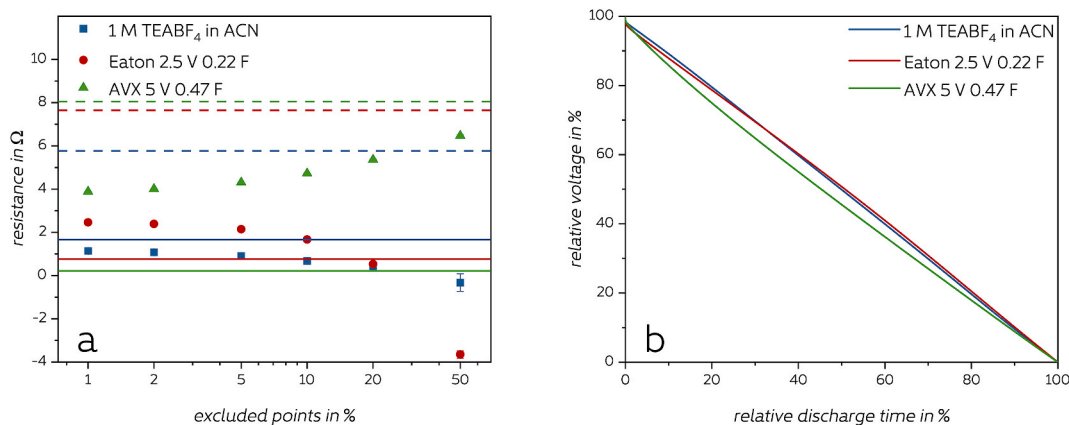 1 M TEABF₄ in ACN
Eaton 2.5 V 0.22 F
AVX 5 V 0.47 F
10
8
6
4
2
0
-2
-4
resistance in Ω
a
1 2 5 10 20 50
excluded points in %
1 M TEABF₄ in ACN
Eaton 2.5 V 0.22 F
AVX 5 V 0.47 F
100
80
60
40
20
0
relative voltage in %
b
0 20 40 60 80 100
relative discharge time in %